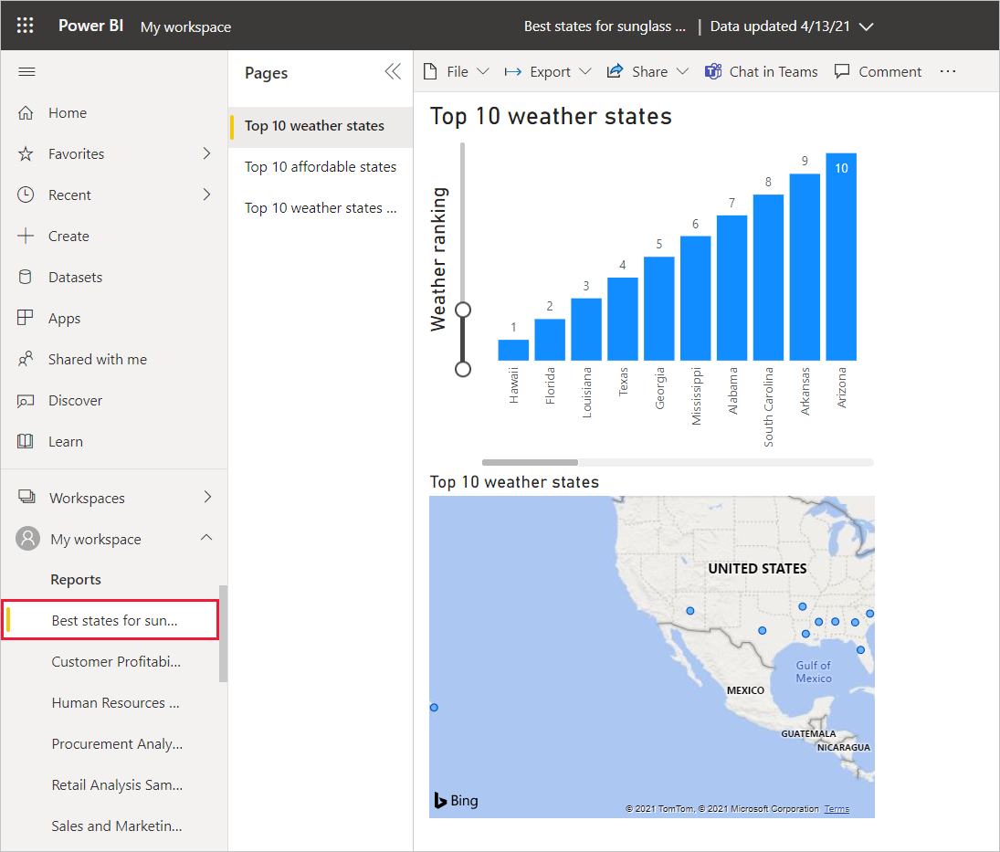 Power BI
My workspace
Best states for sunglass ... | Data updated 4/13/21
Home
Favorites
Recent
Create
Datasets
Apps
Shared with me
Discover
Learn
Workspaces
My workspace
Reports
Best states for sun...
Customer Profitabi...
Human Resources ...
Procurement Analy...
Retail Analysis Sam...
Sales and Marketin...
Pages
Top 10 weather states
Top 10 affordable states
Top 10 weather states ...
File
Export
Share
Chat in Teams
Comment
...
Top 10 weather states
Weather ranking
1
2
3
4
5
6
7
8
9
10
Hawaii
Florida
Louisiana
Texas
Georgia
Mississippi
Alabama
South Carolina
Arkansas
Arizona
Top 10 weather states
UNITED STATES
Gulf of
Mexico
MEXICO
GUATEMALA
NICARAGUA
Bing
© 2021 TomTom, © 2021 Microsoft Corporation Terms